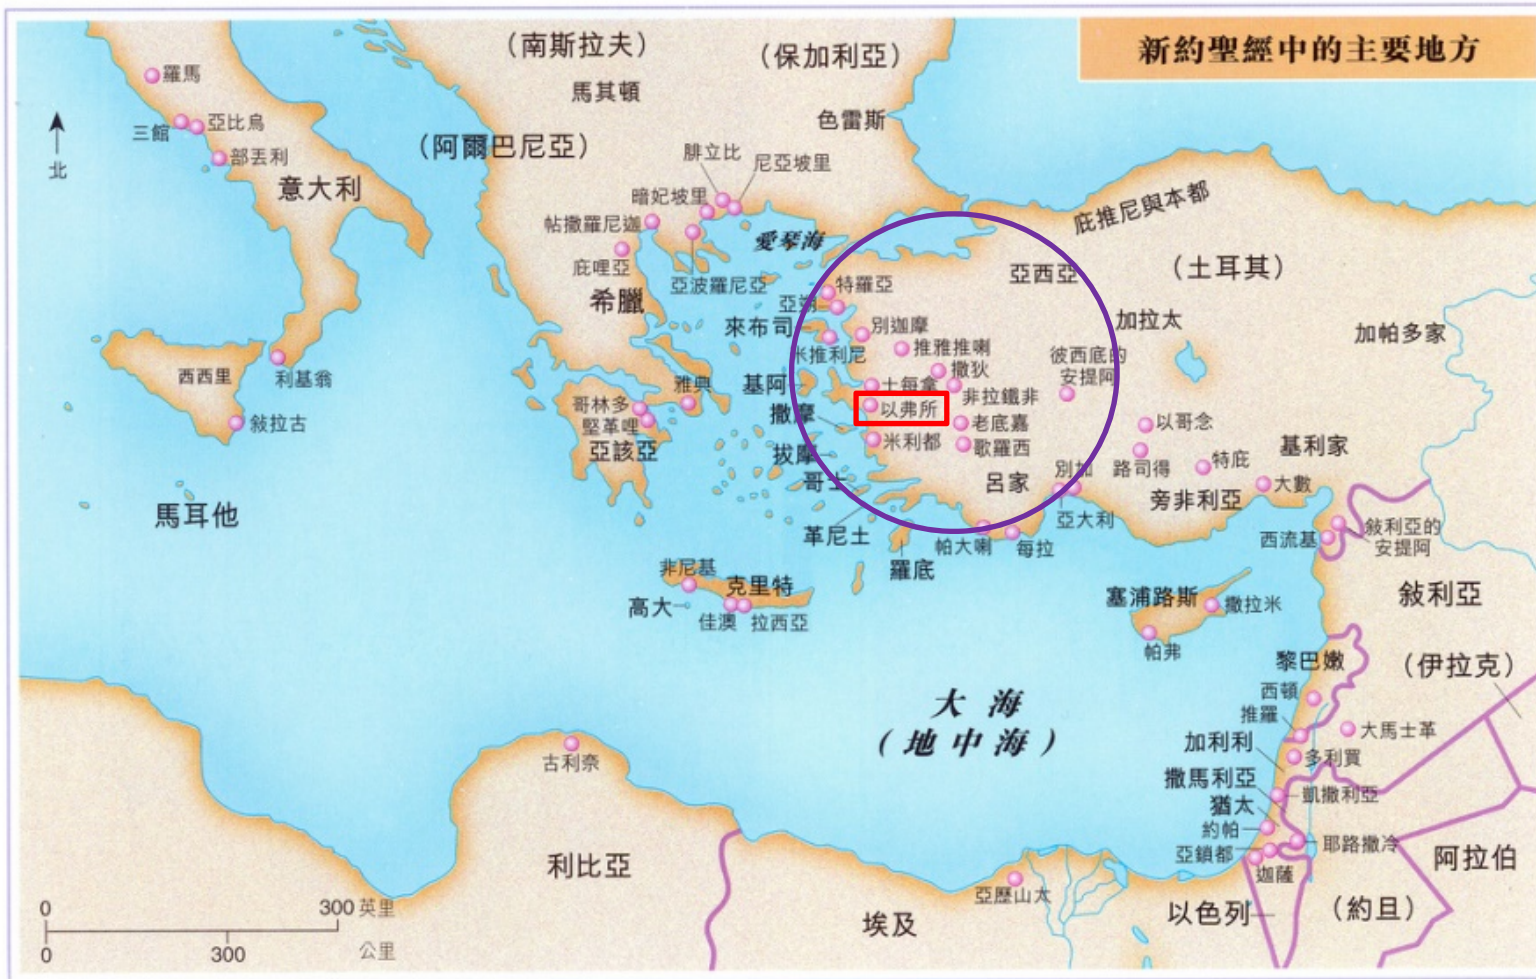 新約聖經中的主要地方
（南斯拉夫）
（保加利亞）
羅馬
馬其頓
色雷斯
三館
亞比烏
（阿爾巴尼亞）
北
部丟利
腓立比
尼亞坡里
意大利
暗妃坡里
庇推尼與本都
帖撒羅尼迦
愛琴海
庇哩亞
亞西亞
（土耳其）
亞波羅尼亞
特羅亞
希臘
亞朔
來布司
別迦摩
加拉太
加帕多家
米推利尼
推雅推喇
彼西底的
安提阿
西西里
利基翁
雅典
基阿
撒狄
士每拿
非拉鐵非
哥林多
以弗所
撒摩
敍拉古
堅革哩
老底嘉
以哥念
亞該亞
米利都
歌羅西
基利家
拔摩
別加
路司得
特庇
哥士
呂家
大數
馬耳他
旁非利亞
亞大利
革尼土
帕大喇
每拉
西流基
敍利亞的
安提阿
非尼基
羅底
克里特
塞浦路斯
敍利亞
高大
撒拉米
佳澳
拉西亞
帕弗
黎巴嫩
（伊拉克）
西頓
大海
推羅
（地中海）
加利利
大馬士革
古利奈
多利買
撒馬利亞
凱撒利亞
猶太
約帕
耶路撒冷
亞鎖都
阿拉伯
利比亞
迦薩
亞歷山太
埃及
以色列
（約旦）
0 300 英里
0 300 公里